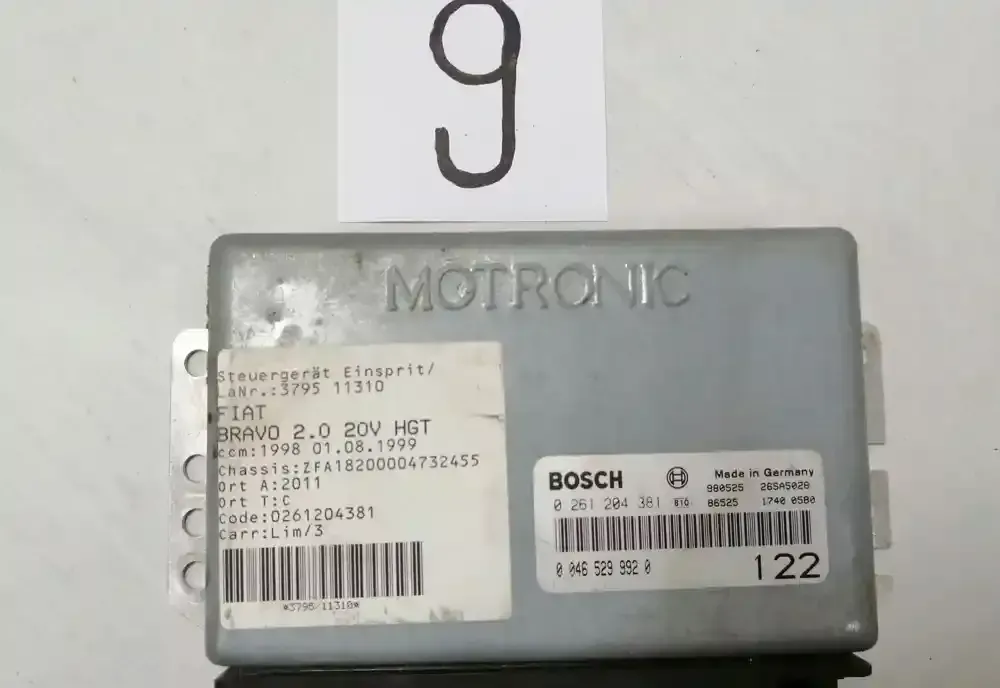 9
MOTRONIC
Steuergerät Einsprit/
LaNr.:3795 11310
FIAT
BRAVO 2.0 20V HGT
ccm:1998 01.08.1999
Chassis:ZFA18200004732455
Ort A:2011
Ort T:C
Code:0261204381
Carr:Lim/3
*3795/11310*
BOSCH Made in Germany
980525 26SA5028
0 261 204 381 B10 86525 1740 0580
0 046 529 992 0 122